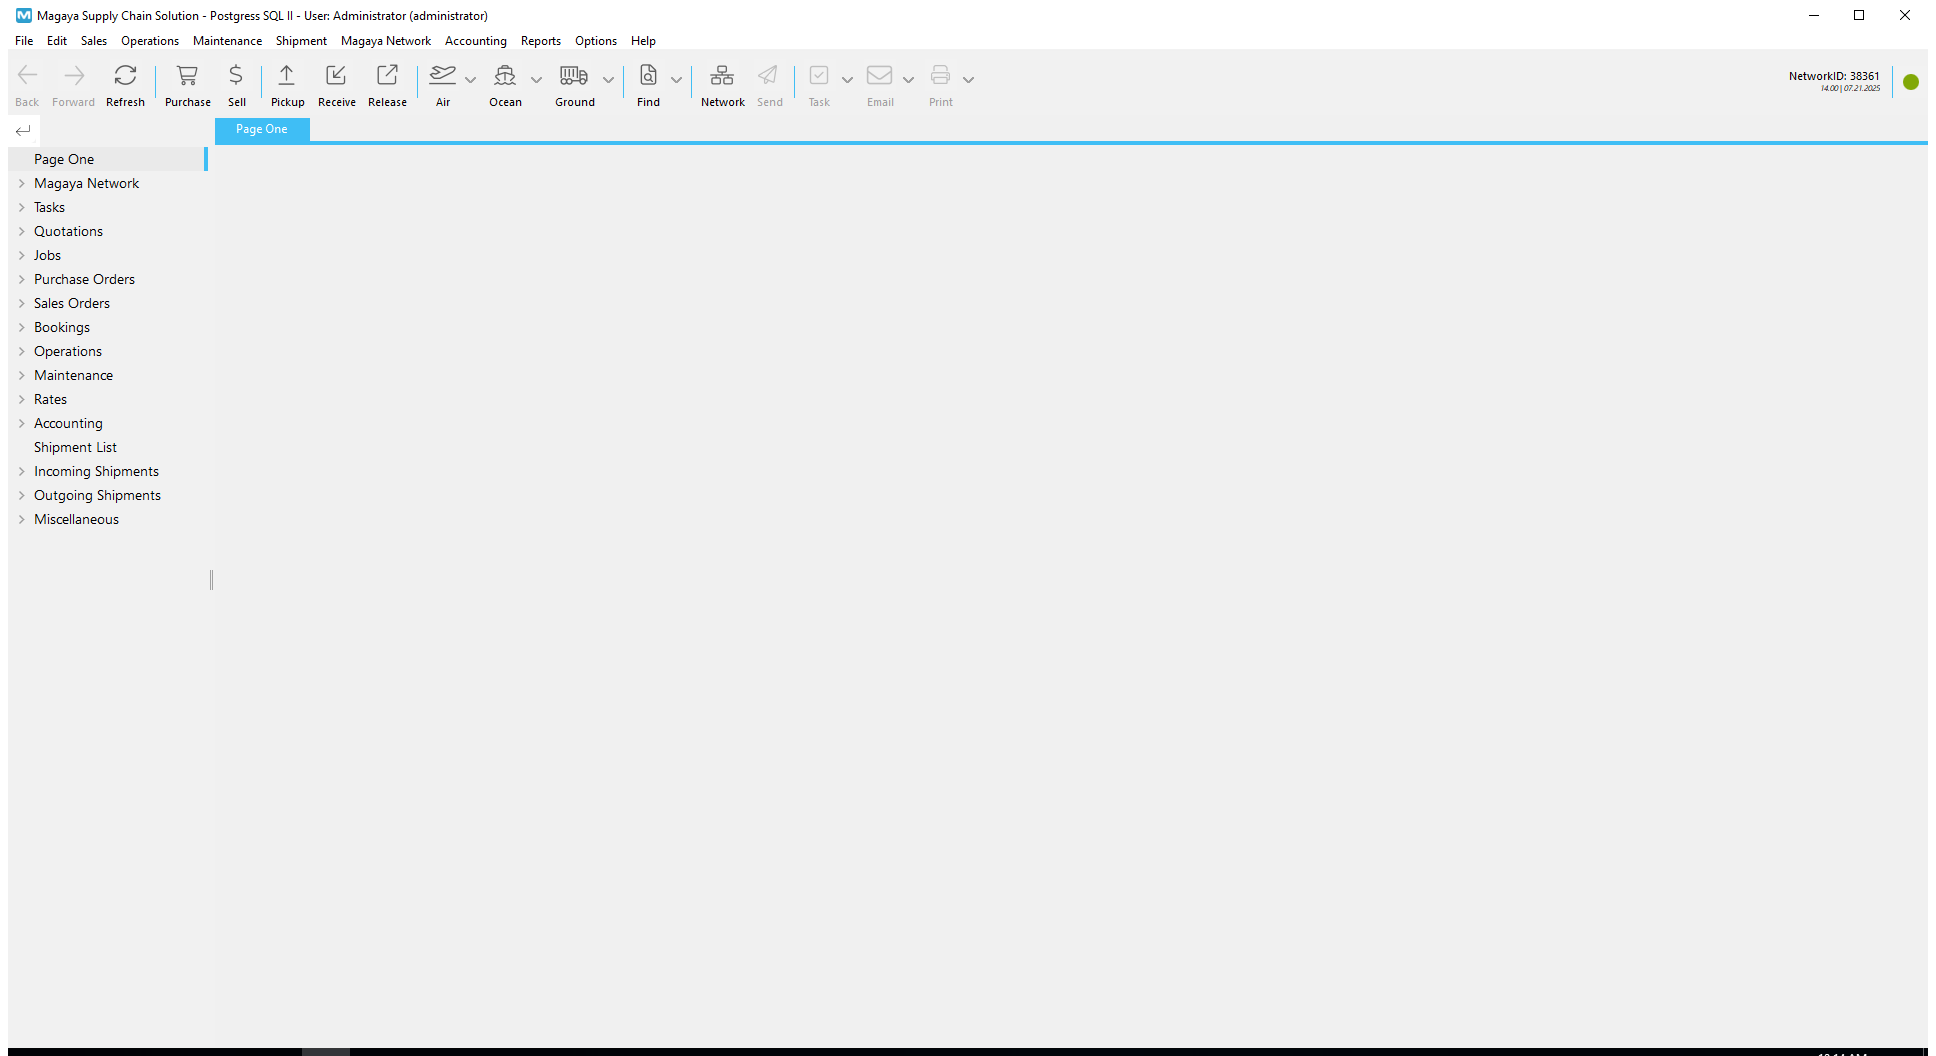 Magaya Supply Chain Solution - Postgress SQL II - User: Administrator (administrator)
File Edit Sales Operations Maintenance Shipment Magaya Network Accounting Reports Options Help
Back Forward Refresh Purchase Sell Pickup Receive Release Air Ocean Ground Find Network Send Task Email Print
NetworkID: 38361
14.00 | 07.21.2025
Page One
Page One
Magaya Network
Tasks
Quotations
Jobs
Purchase Orders
Sales Orders
Bookings
Operations
Maintenance
Rates
Accounting
Shipment List
Incoming Shipments
Outgoing Shipments
Miscellaneous